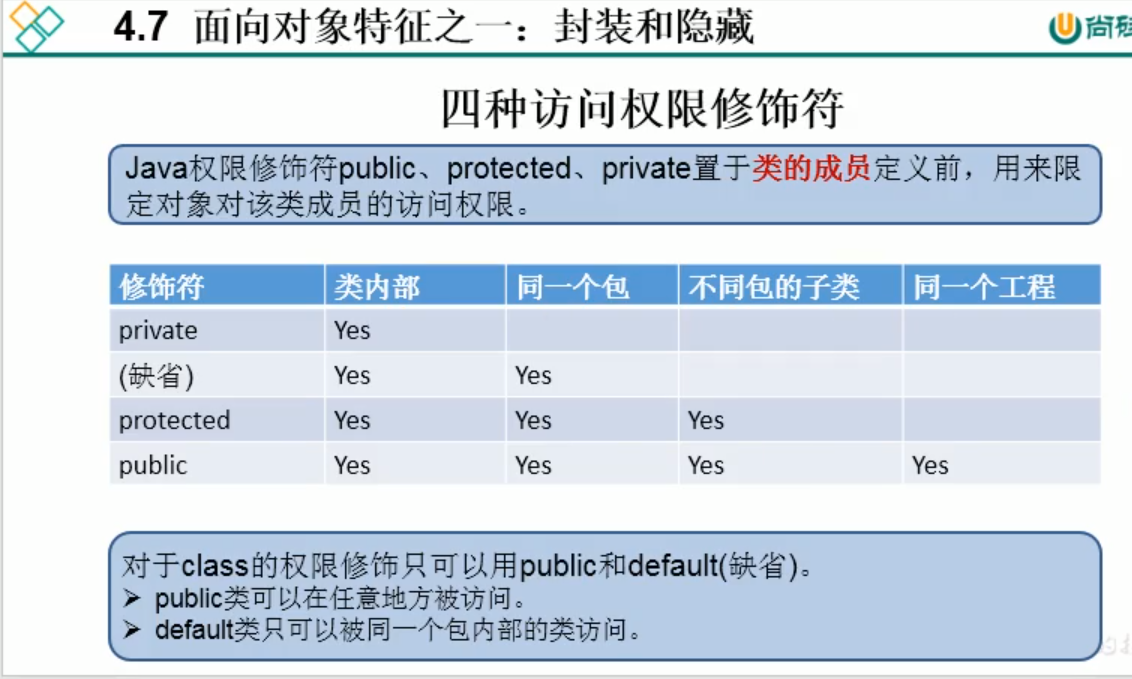 4.7 面向对象特征之一：封装和隐藏
尚硅
四种访问权限修饰符
Java权限修饰符public、protected、private置于类的成员定义前，用来限
定对象对该类成员的访问权限。
修饰符 类内部 同一个包 不同包的子类 同一个工程
private Yes
(缺省) Yes Yes
protected Yes Yes Yes
public Yes Yes Yes Yes
对于class的权限修饰只可以用public和default(缺省)。
➢ public类可以在任意地方被访问。
➢ default类只可以被同一个包内部的类访问。